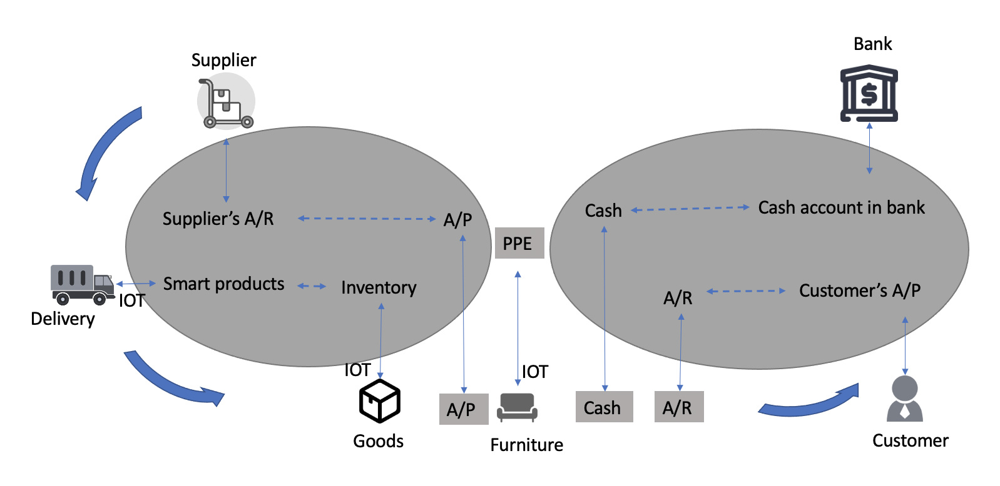 Bank
Supplier
Cash
Cash account in bank
Supplier’s A/R
A/P
PPE
Smart products
Inventory
A/R
Customer’s A/P
IOT
Delivery
IOT
IOT
A/P
Cash
A/R
Goods
Furniture
Customer
$